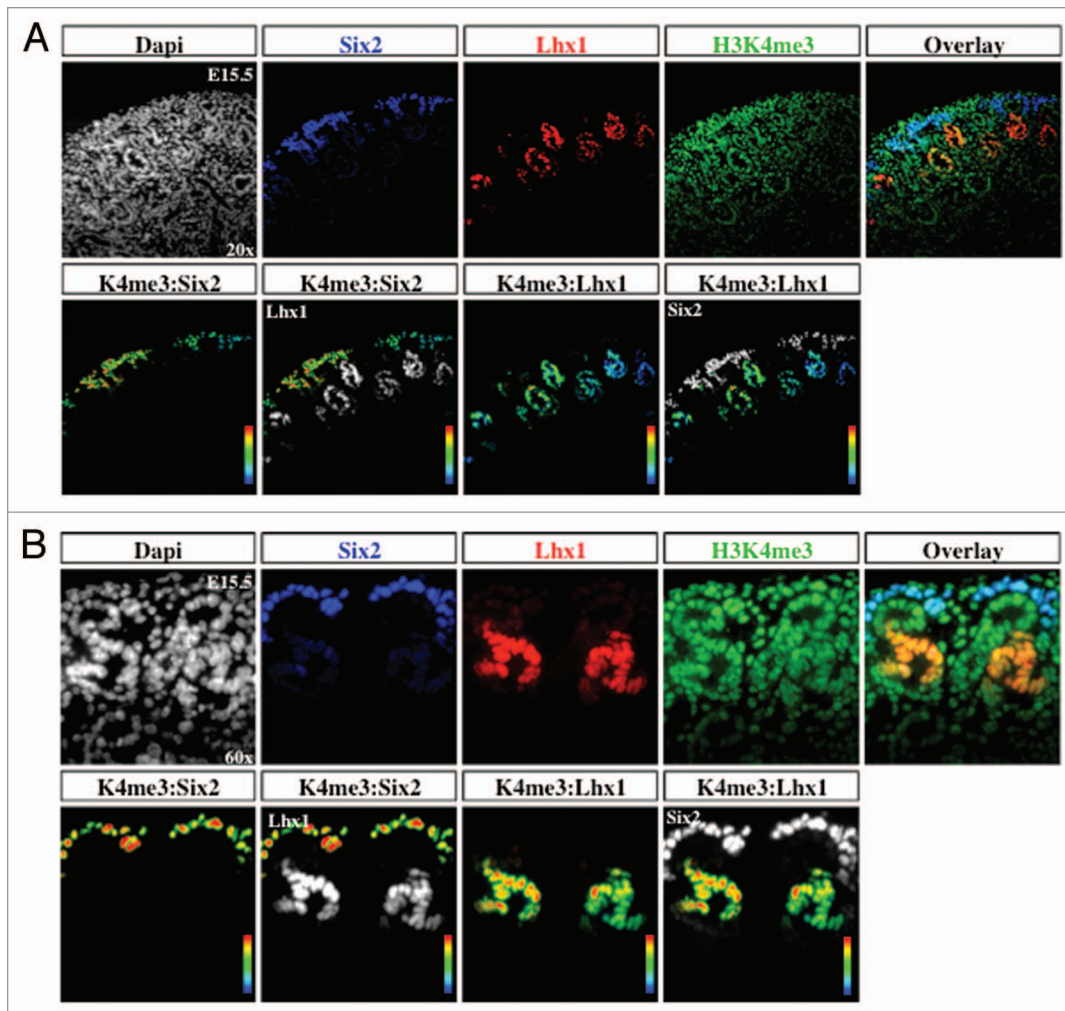 A
Dapi Six2 Lhx1 H3K4me3 Overlay
E15.5
20x
K4me3:Six2 K4me3:Six2 K4me3:Lhx1 K4me3:Lhx1
Lhx1 Six2
B
Dapi Six2 Lhx1 H3K4me3 Overlay
E15.5
60x
K4me3:Six2 K4me3:Six2 K4me3:Lhx1 K4me3:Lhx1
Lhx1 Six2